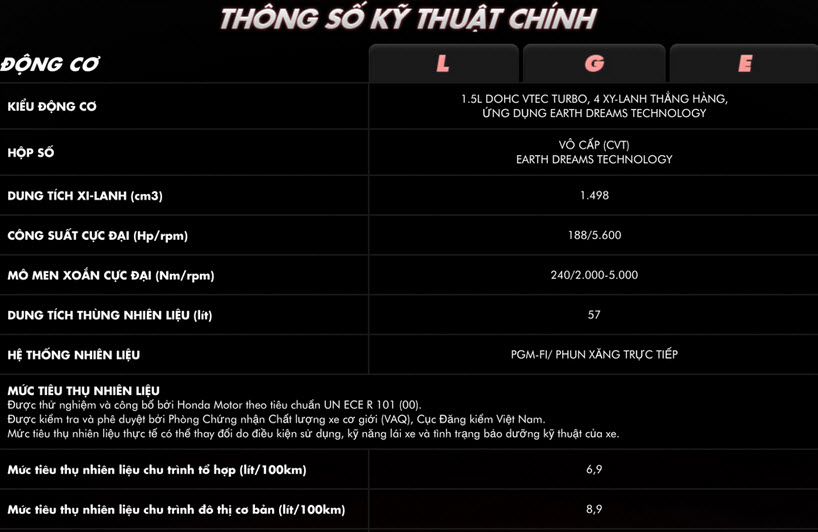 THÔNG SỐ KỸ THUẬT CHÍNH
ĐỘNG CƠ L G E
KIỂU ĐỘNG CƠ
1.5L DOHC VTEC TURBO, 4 XY-LANH THẲNG HÀNG,
ỨNG DỤNG EARTH DREAMS TECHNOLOGY
HỘP SỐ
VÔ CẤP (CVT)
EARTH DREAMS TECHNOLOGY
DUNG TÍCH XI-LANH (cm3) 1.498
CÔNG SUẤT CỰC ĐẠI (Hp/rpm) 188/5.600
MÔ MEN XOẮN CỰC ĐẠI (Nm/rpm) 240/2.000-5.000
DUNG TÍCH THÙNG NHIÊN LIỆU (lít) 57
HỆ THỐNG NHIÊN LIỆU PGM-FI/ PHUN XĂNG TRỰC TIẾP
MỨC TIÊU THỤ NHIÊN LIỆU
Được thử nghiệm và công bố bởi Honda Motor theo tiêu chuẩn UN ECE R 101 (00).
Được kiểm tra và phê duyệt bởi Phòng Chứng nhận Chất lượng xe cơ giới (VAQ), Cục Đăng kiểm Việt Nam.
Mức tiêu thụ nhiên liệu thực tế có thể thay đổi do điều kiện sử dụng, kỹ năng lái xe và tình trạng bảo dưỡng kỹ thuật của xe.
Mức tiêu thụ nhiên liệu chu trình tổ hợp (lít/100km) 6,9
Mức tiêu thụ nhiên liệu chu trình đô thị cơ bản (lít/100km) 8,9